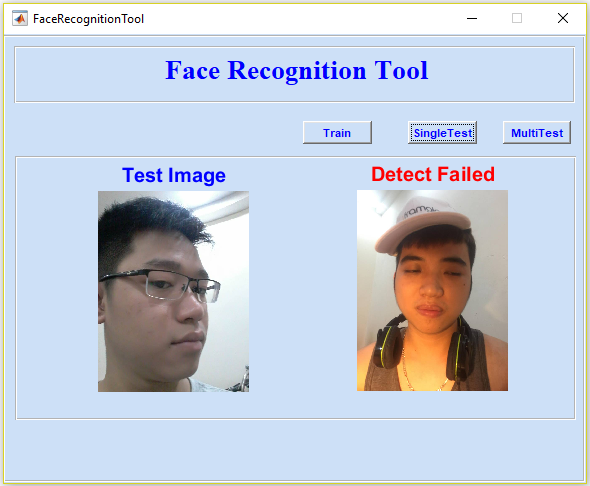 FaceRecognitionTool
Face Recognition Tool
Train
SingleTest
MultiTest
Test Image
Detect Failed